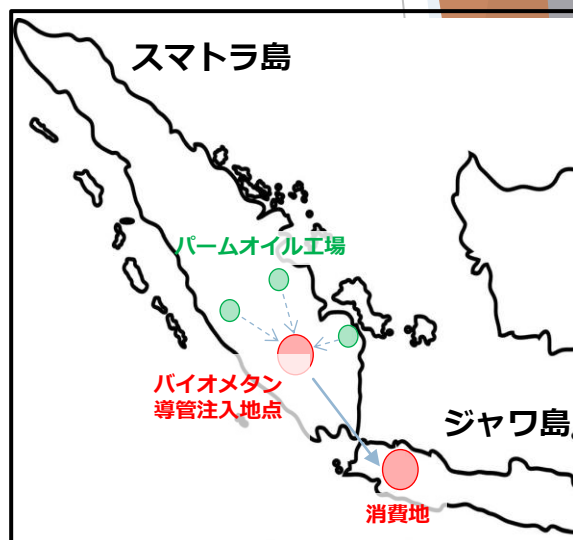 スマトラ島
パームオイル工場
バイオメタン
導管注入地点
ジャワ島
消費地